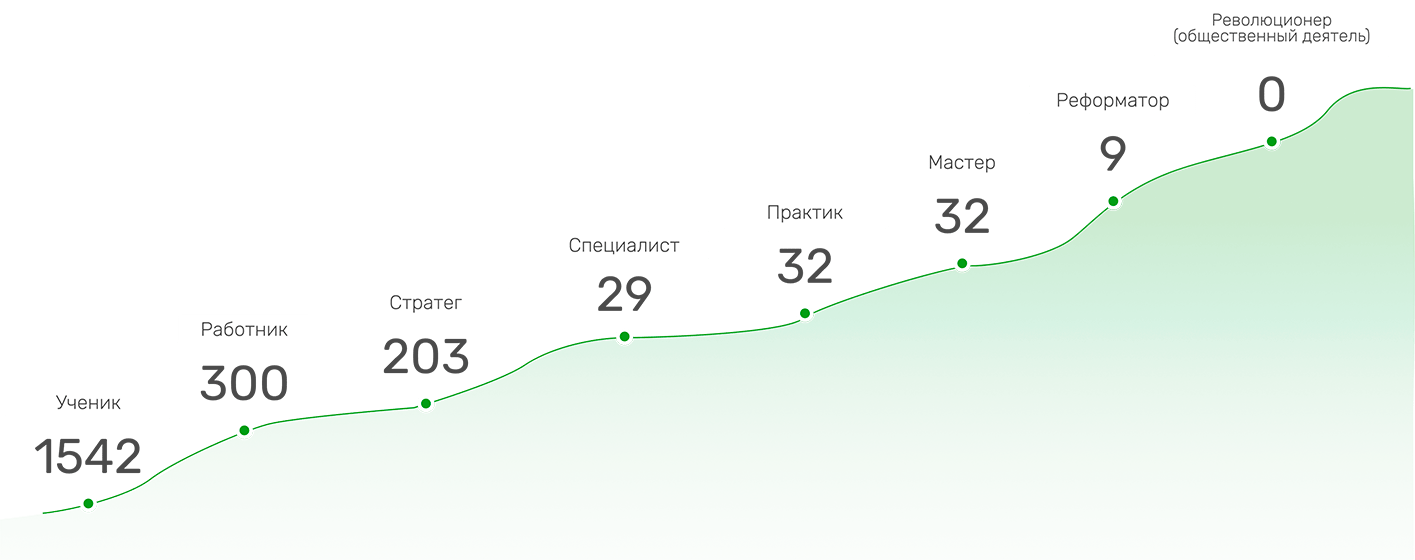 Ученик
1542
Работник
300
Стратег
203
Специалист
29
Практик
32
Мастер
32
Реформатор
9
Революционер
(общественный деятель)
0